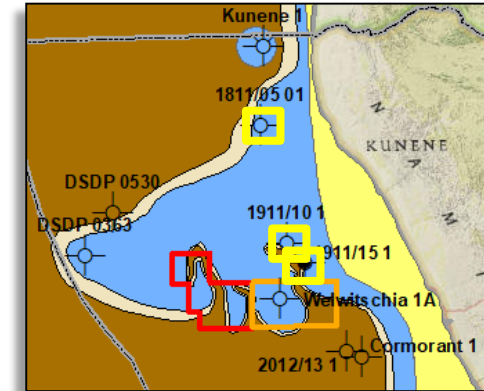 Kunene 1
1811/05 01
N A M
KUNENE
DSDP 0530
DSDP 0363
1911/10 1
1911/15 1
Welwitschia 1A
Cormorant 1
2012/13 1